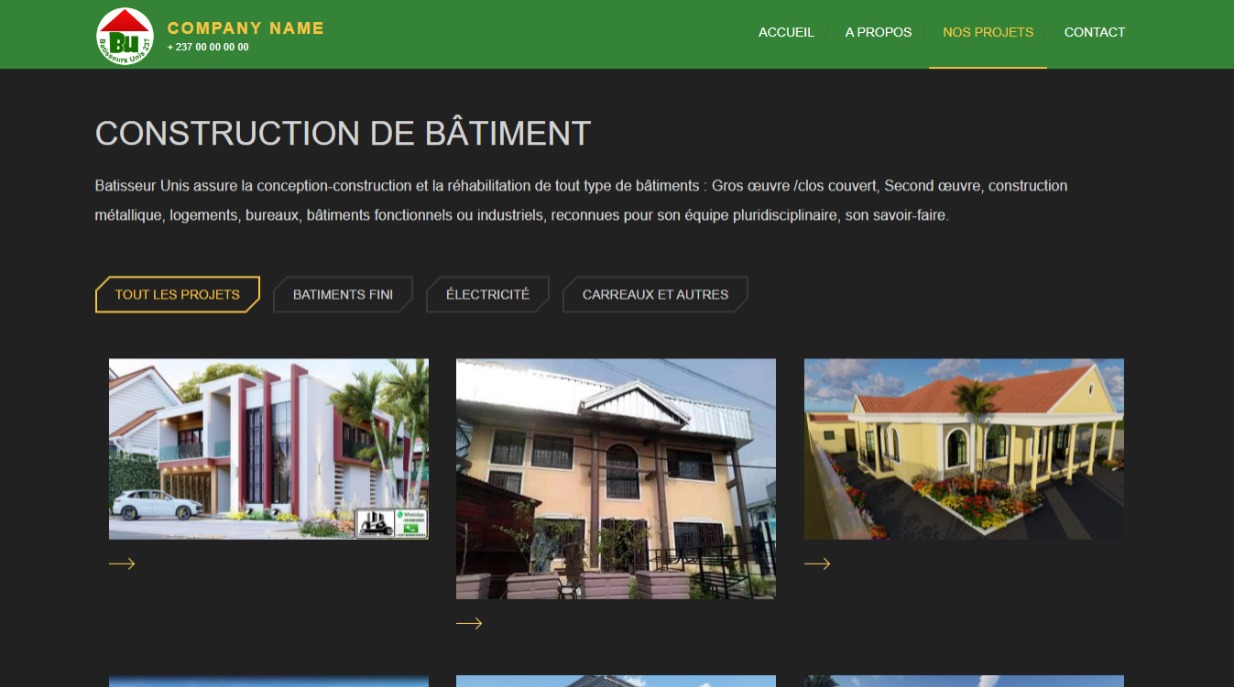 COMPANY NAME
+ 237 00 00 00 00
Bu
Batisseurs Unis 237
ACCUEIL / A PROPOS / NOS PROJETS / CONTACT
CONSTRUCTION DE BÂTIMENT
Batisseur Unis assure la conception-construction et la réhabilitation de tout type de bâtiments : Gros œuvre /clos couvert, Second œuvre, construction
métallique, logements, bureaux, bâtiments fonctionnels ou industriels, reconnues pour son équipe pluridisciplinaire, son savoir-faire.
TOUT LES PROJETS
BATIMENTS FINI
ÉLECTRICITÉ
CARREAUX ET AUTRES
WhatsApp